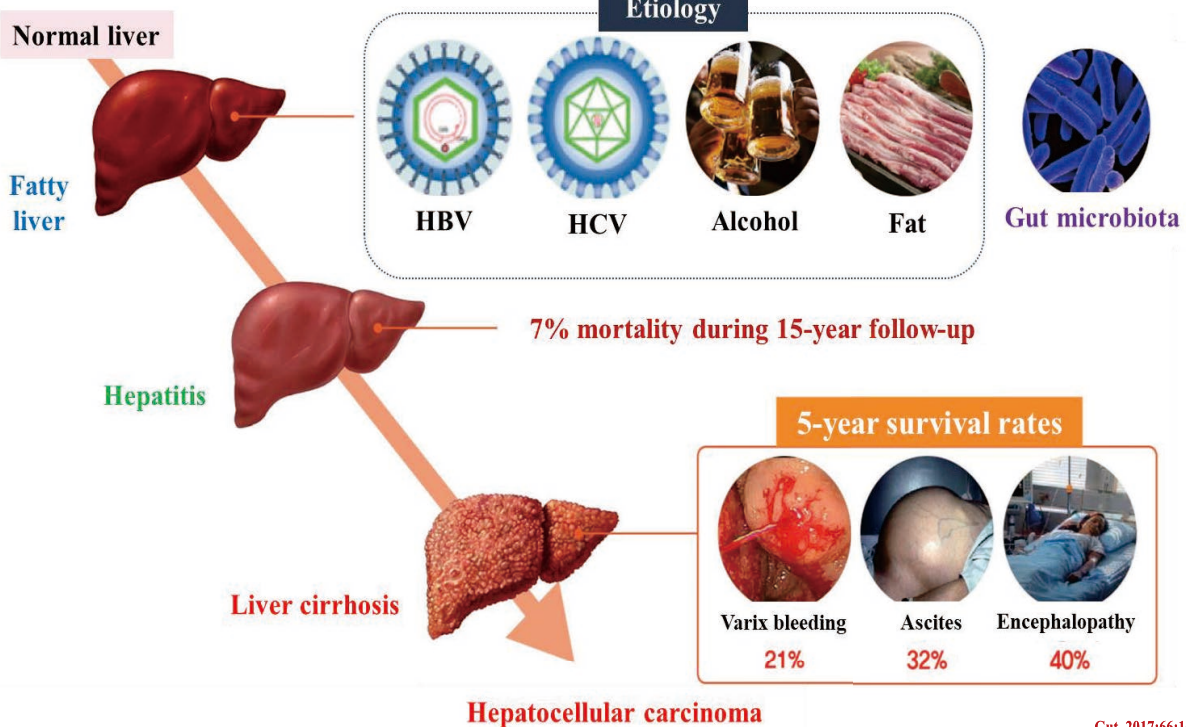 Etiology
Normal liver
HBV
HCV
Alcohol
Fat
Gut microbiota
Fatty
liver
7% mortality during 15-year follow-up
Hepatitis
5-year survival rates
Varix bleeding
Ascites
Encephalopathy
21%
32%
40%
Liver cirrhosis
Hepatocellular carcinoma